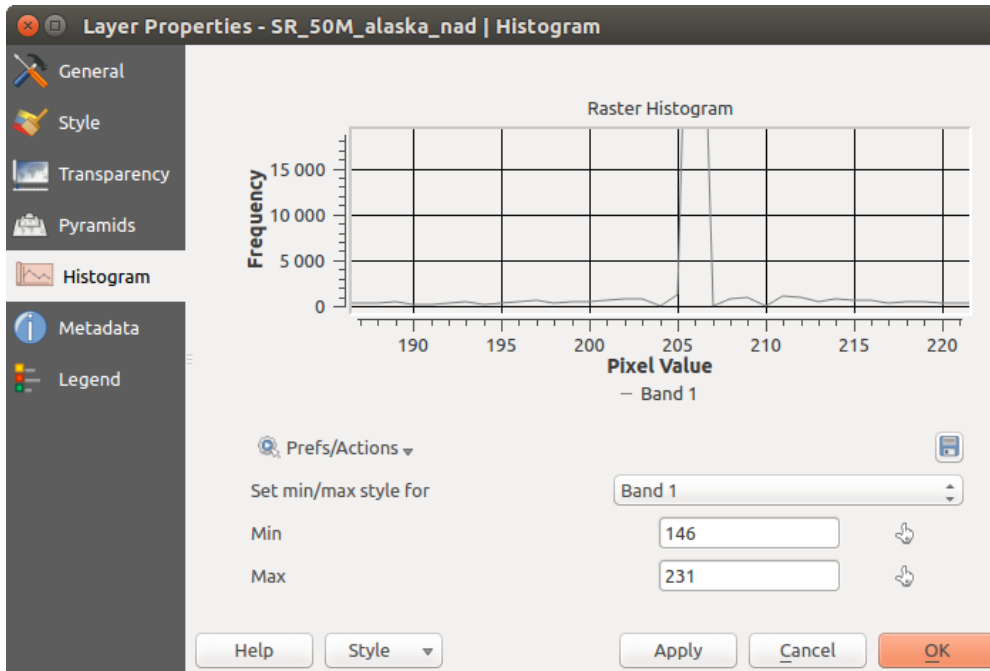 Layer Properties - SR_50M_alaska_nad | Histogram
General
Style
Transparency
Pyramids
Histogram
Metadata
Legend
Raster Histogram
Frequency
15 000
10 000
5 000
0
190 195 200 205 210 215 220
Pixel Value
Band 1
Prefs/Actions
Set min/max style for Band 1
Min 146
Max 231
Help Style Apply Cancel OK